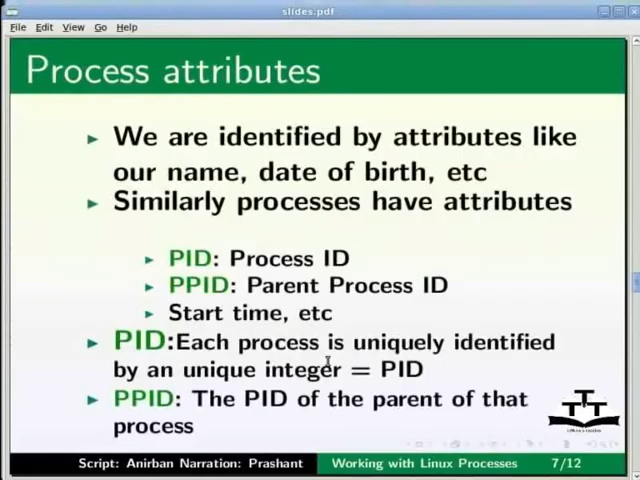 slides.pdf
File Edit View Go Help
Process attributes
We are identified by attributes like
our name, date of birth, etc
Similarly processes have attributes
PID: Process ID
PPID: Parent Process ID
Start time, etc
PID:Each process is uniquely identified
by an unique integer = PID
PPID: The PID of the parent of that
process
Script: Anirban Narration: Prashant Working with Linux Processes 7/12